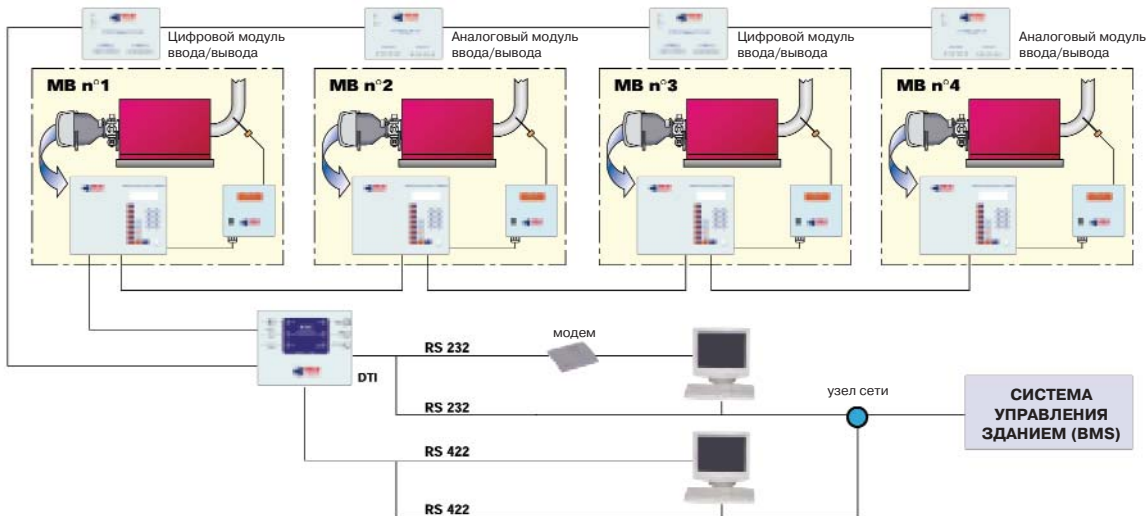 Цифровой модуль
ввода/вывода
Аналоговый модуль
ввода/вывода
Цифровой модуль
ввода/вывода
Аналоговый модуль
ввода/вывода
MB n°1
MB n°2
MB n°3
MB n°4
DTI
RS 232
модем
RS 232
узел сети
СИСТЕМА
УПРАВЛЕНИЯ
ЗДАНИЕМ (BMS)
RS 422
RS 422